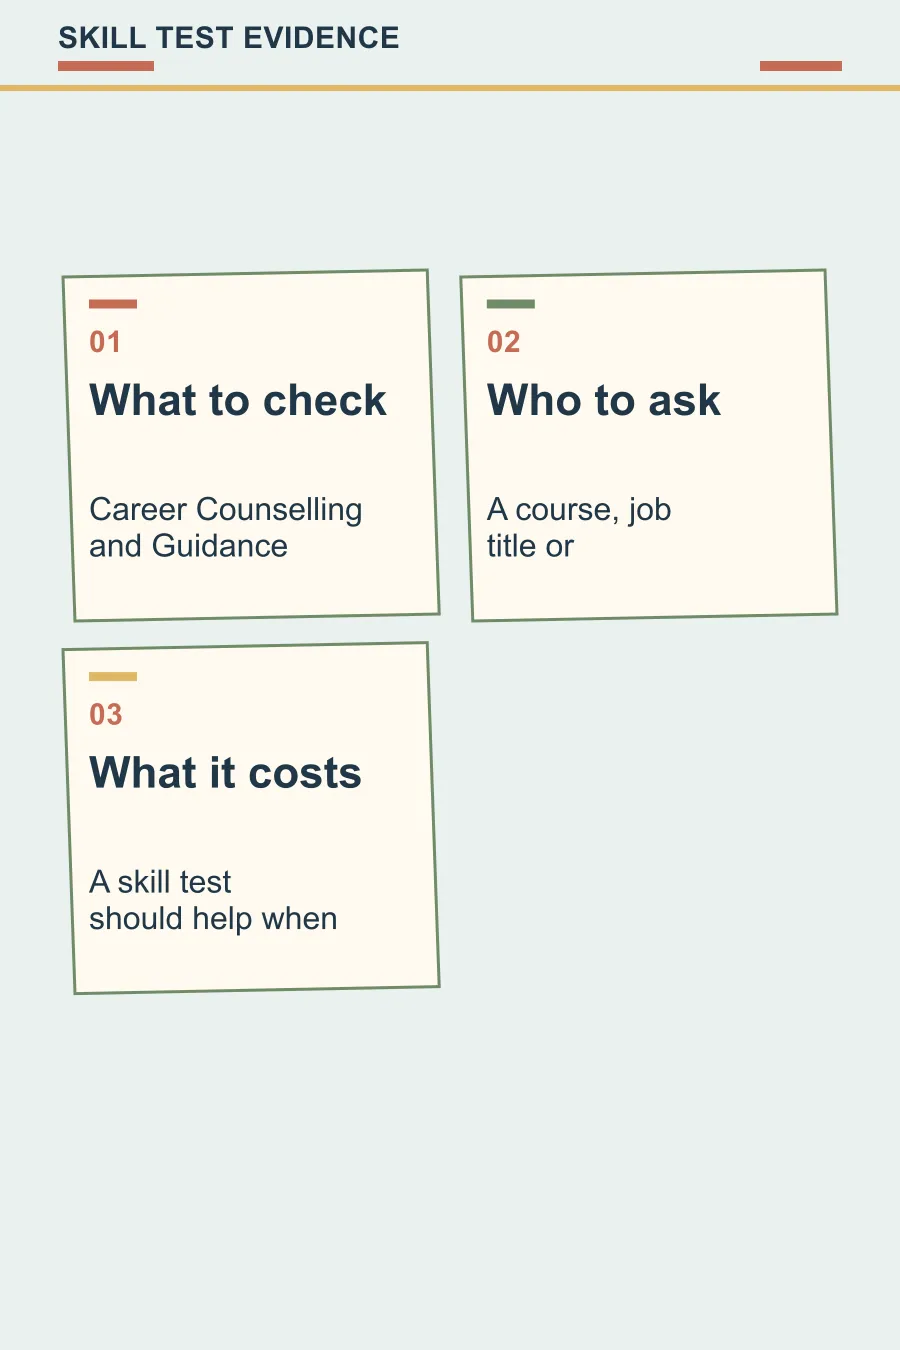 SKILL TEST EVIDENCE
01
What to check
Career Counselling
and Guidance
02
Who to ask
A course, job
title or
03
What it costs
A skill test
should help when